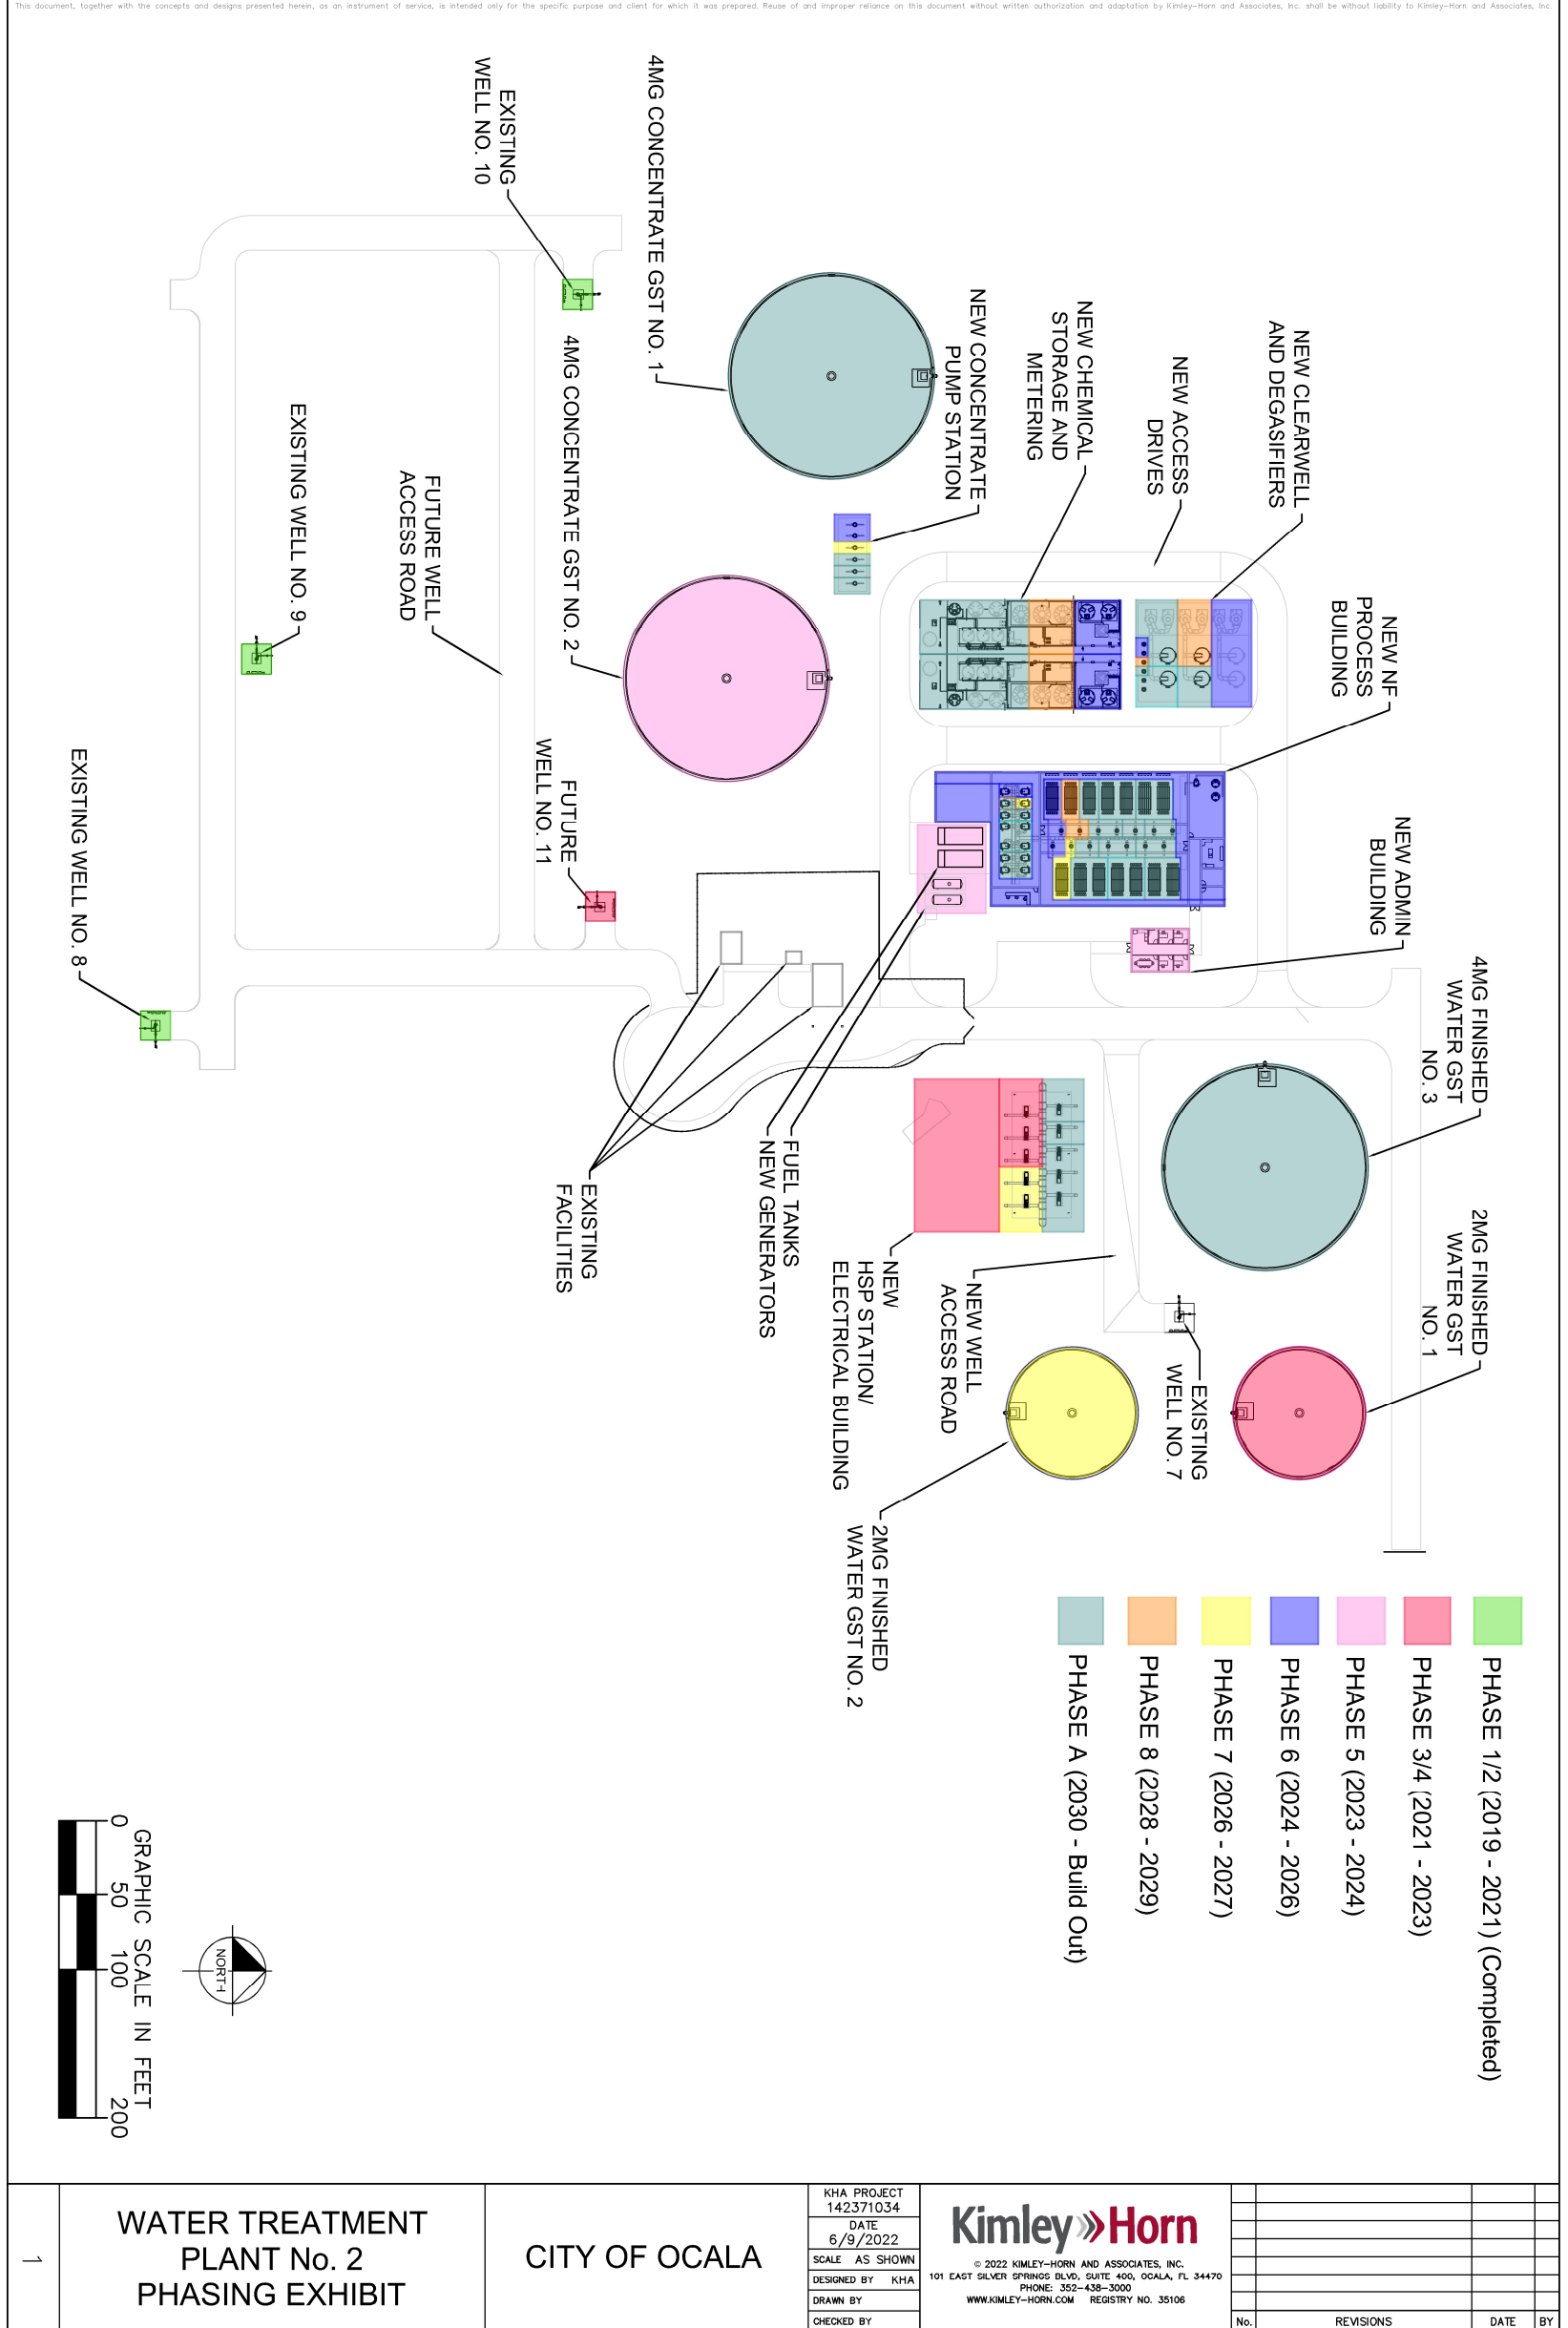 This document, together with the concepts and designs presented herein, as an instrument of service, is intended only for the specific purpose and client for which it was prepared. Reuse of and improper reliance on this document without written authorization and adaptation by Kimley-Horn and Associates, Inc. shall be without liability to Kimley-Horn and Associates, Inc.
EXISTING
WELL NO. 10
4MG CONCENTRATE GST NO. 1
NEW CONCENTRATE
PUMP STATION
NEW CHEMICAL
STORAGE AND
METERING
NEW ACCESS
DRIVES
NEW CLEARWELL
AND DEGASIFIERS
NEW NF
PROCESS
BUILDING
NEW ADMIN
BUILDING
4MG FINISHED
WATER GST
NO. 3
2MG FINISHED
WATER GST
NO. 1
4MG CONCENTRATE GST NO. 2
EXISTING WELL NO. 9
FUTURE WELL
ACCESS ROAD
FUTURE
WELL NO. 11
EXISTING WELL NO. 8
EXISTING
FACILITIES
FUEL TANKS
NEW GENERATORS
NEW
HSP STATION/
ELECTRICAL BUILDING
NEW WELL
ACCESS ROAD
EXISTING
WELL NO. 7
2MG FINISHED
WATER GST NO. 2
PHASE 1/2 (2019 - 2021) (Completed)
PHASE 3/4 (2021 - 2023)
PHASE 5 (2023 - 2024)
PHASE 6 (2024 - 2026)
PHASE 7 (2026 - 2027)
PHASE 8 (2028 - 2029)
PHASE A (2030 - Build Out)
GRAPHIC SCALE IN FEET
0 50 100 200
NORTH
1
WATER TREATMENT
PLANT No. 2
PHASING EXHIBIT
CITY OF OCALA
KHA PROJECT
142371034
DATE
6/9/2022
SCALE AS SHOWN
DESIGNED BY KHA
DRAWN BY
CHECKED BY
Kimley»Horn
© 2022 KIMLEY-HORN AND ASSOCIATES, INC.
101 EAST SILVER SPRINGS BLVD, SUITE 400, OCALA, FL 34470
PHONE: 352-438-3000
WWW.KIMLEY-HORN.COM REGISTRY NO. 35106
No. REVISIONS DATE BY